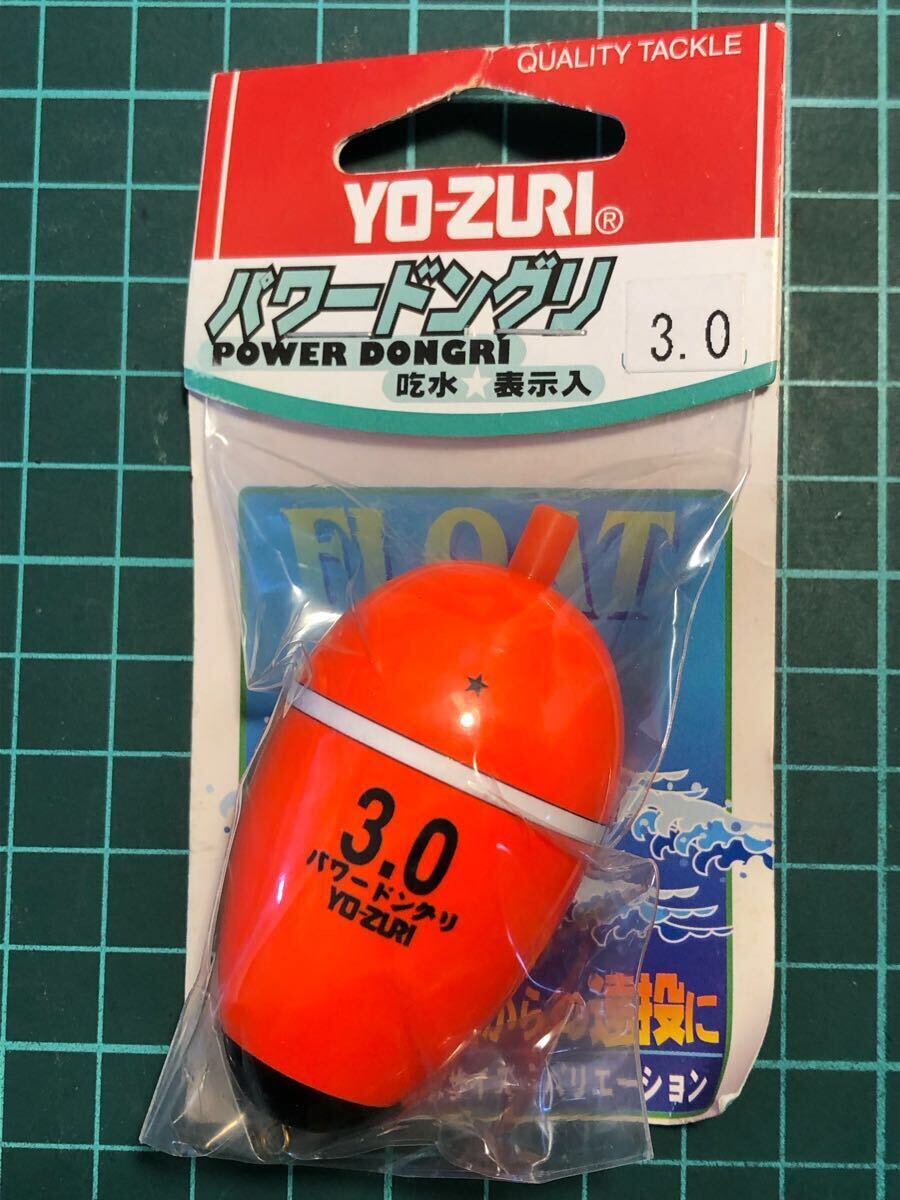 QUALITY TACKLE
YO-ZURI®
パワードングリ
3.0
POWER DONGRI
吃水★表示入
FLOAT
★
3.0
パワードングリ
YO-ZURI
からの遠投に
バリエーション